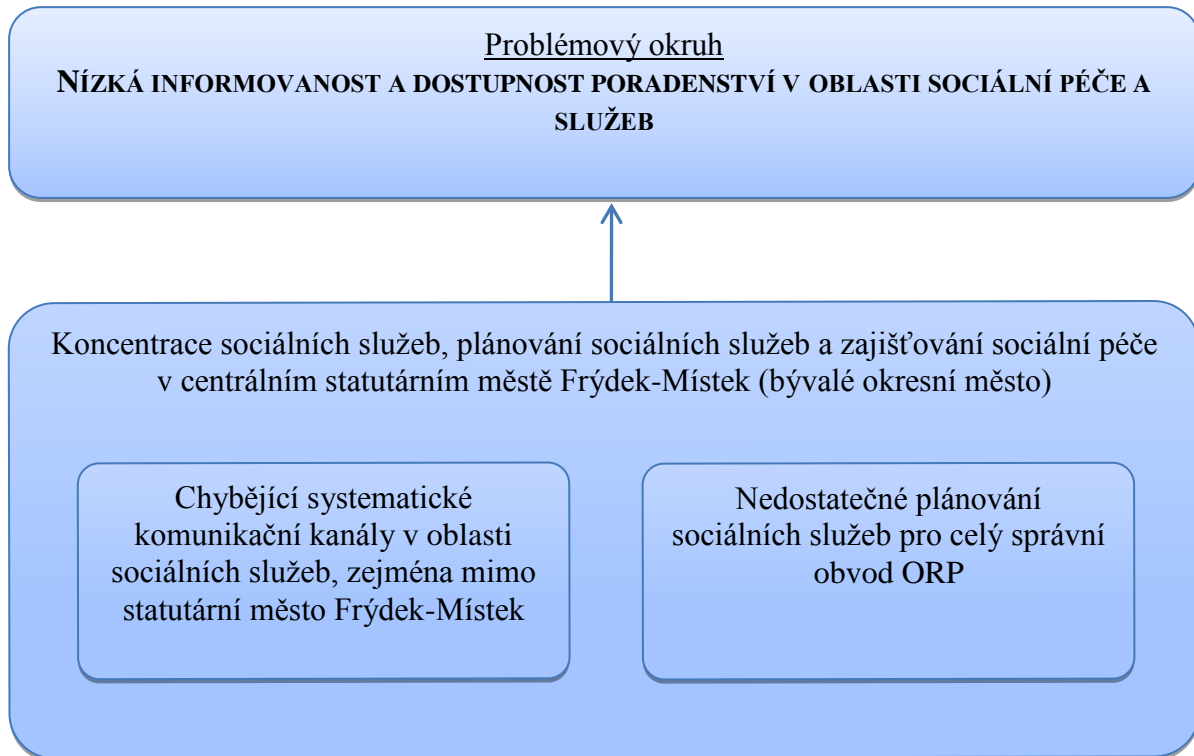 Problémový okruh
NÍZKÁ INFORMOVANOST A DOSTUPNOST PORADENSTVÍ V OBLASTI SOCIÁLNÍ PÉČE A
SLUŽEB
Koncentrace sociálních služeb, plánování sociálních služeb a zajišťování sociální péče
v centrálním statutárním městě Frýdek-Místek (bývalé okresní město)
Chybějící systematické
komunikační kanály v oblasti
sociálních služeb, zejména mimo
statutární město Frýdek-Místek
Nedostatečné plánování
sociálních služeb pro celý správní
obvod ORP